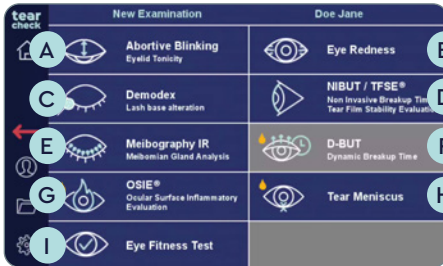 tear
check
New Examination
Doe Jane
A
Abortive Blinking
Eyelid Tonicity
Eye Redness
C
Demodex
Lash base alteration
NIBUT / TFSE®
Non Invasive Breakup Time
Tear Film Stability Evaluation
E
Meibography IR
Meibomian Gland Analysis
D-BUT
Dynamic Breakup Time
G
OSIE®
Ocular Surface Inflammatory
Evaluation
Tear Meniscus
H
I
Eye Fitness Test